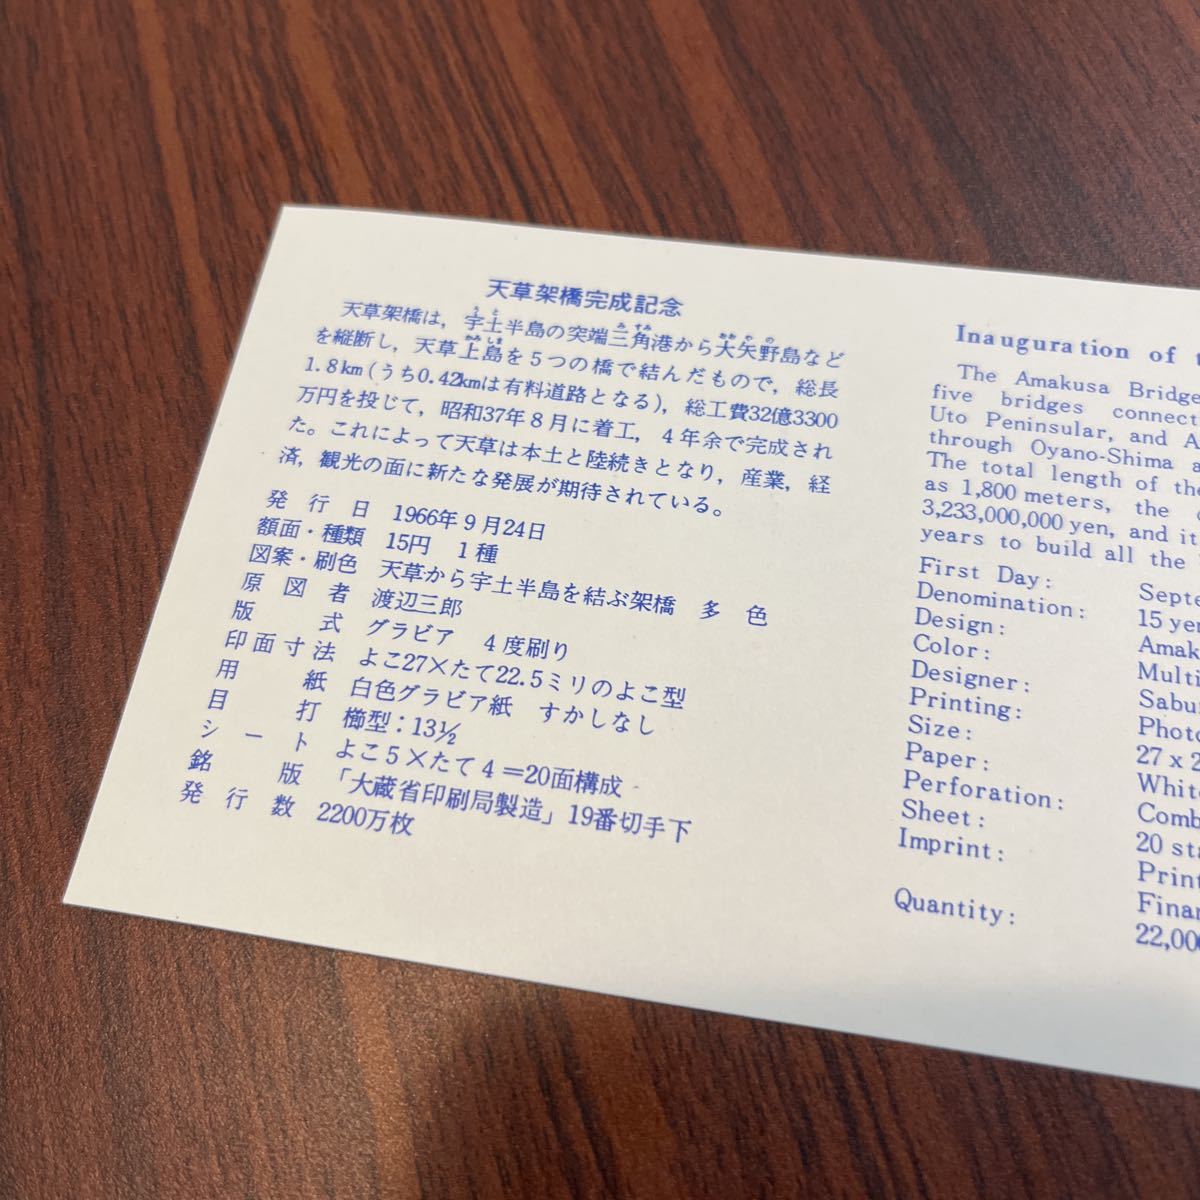 天草架橋完成記念
天草架橋は，宇土半島の突端三角港から大矢野島など
を縦断し，天草上島を5つの橋で結んだもので，総長
1.8km(うち0.42kmは有料道路となる)，総工費32億3300
万円を投じて，昭和37年8月に着工，4年余で完成され
た。これによって天草は本土と陸続きとなり，産業，経
済，観光の面に新たな発展が期待されている。
発行日 1966年9月24日
額面・種類 15円 1種
図案・刷色 天草から宇土半島を結ぶ架橋 多色
原図者 渡辺三郎
版式 グラビア 4度刷り
印面寸法 よこ27×たて22.5ミリのよこ型
用紙 白色グラビア紙 すかしなし
目打 櫛型：13½
シート よこ5×たて4＝20面構成
銘版 「大蔵省印刷局製造」19番切手下
発行数 2200万枚
Inauguration of
The Amakusa Bridge
five bridges connect
Uto Peninsular, and A
through Oyano-Shima a
The total length of the
as 1,800 meters, the
3,233,000,000 yen, and it
years to build all the
First Day: Septe
Denomination: 15 yen
Design: Amak
Color: Multi
Designer: Sabu
Printing: Photo
Size: 27 x 2
Paper: White
Perforation: Comb
Sheet: 20 sta
Imprint: Print
Finan
Quantity: 22,000